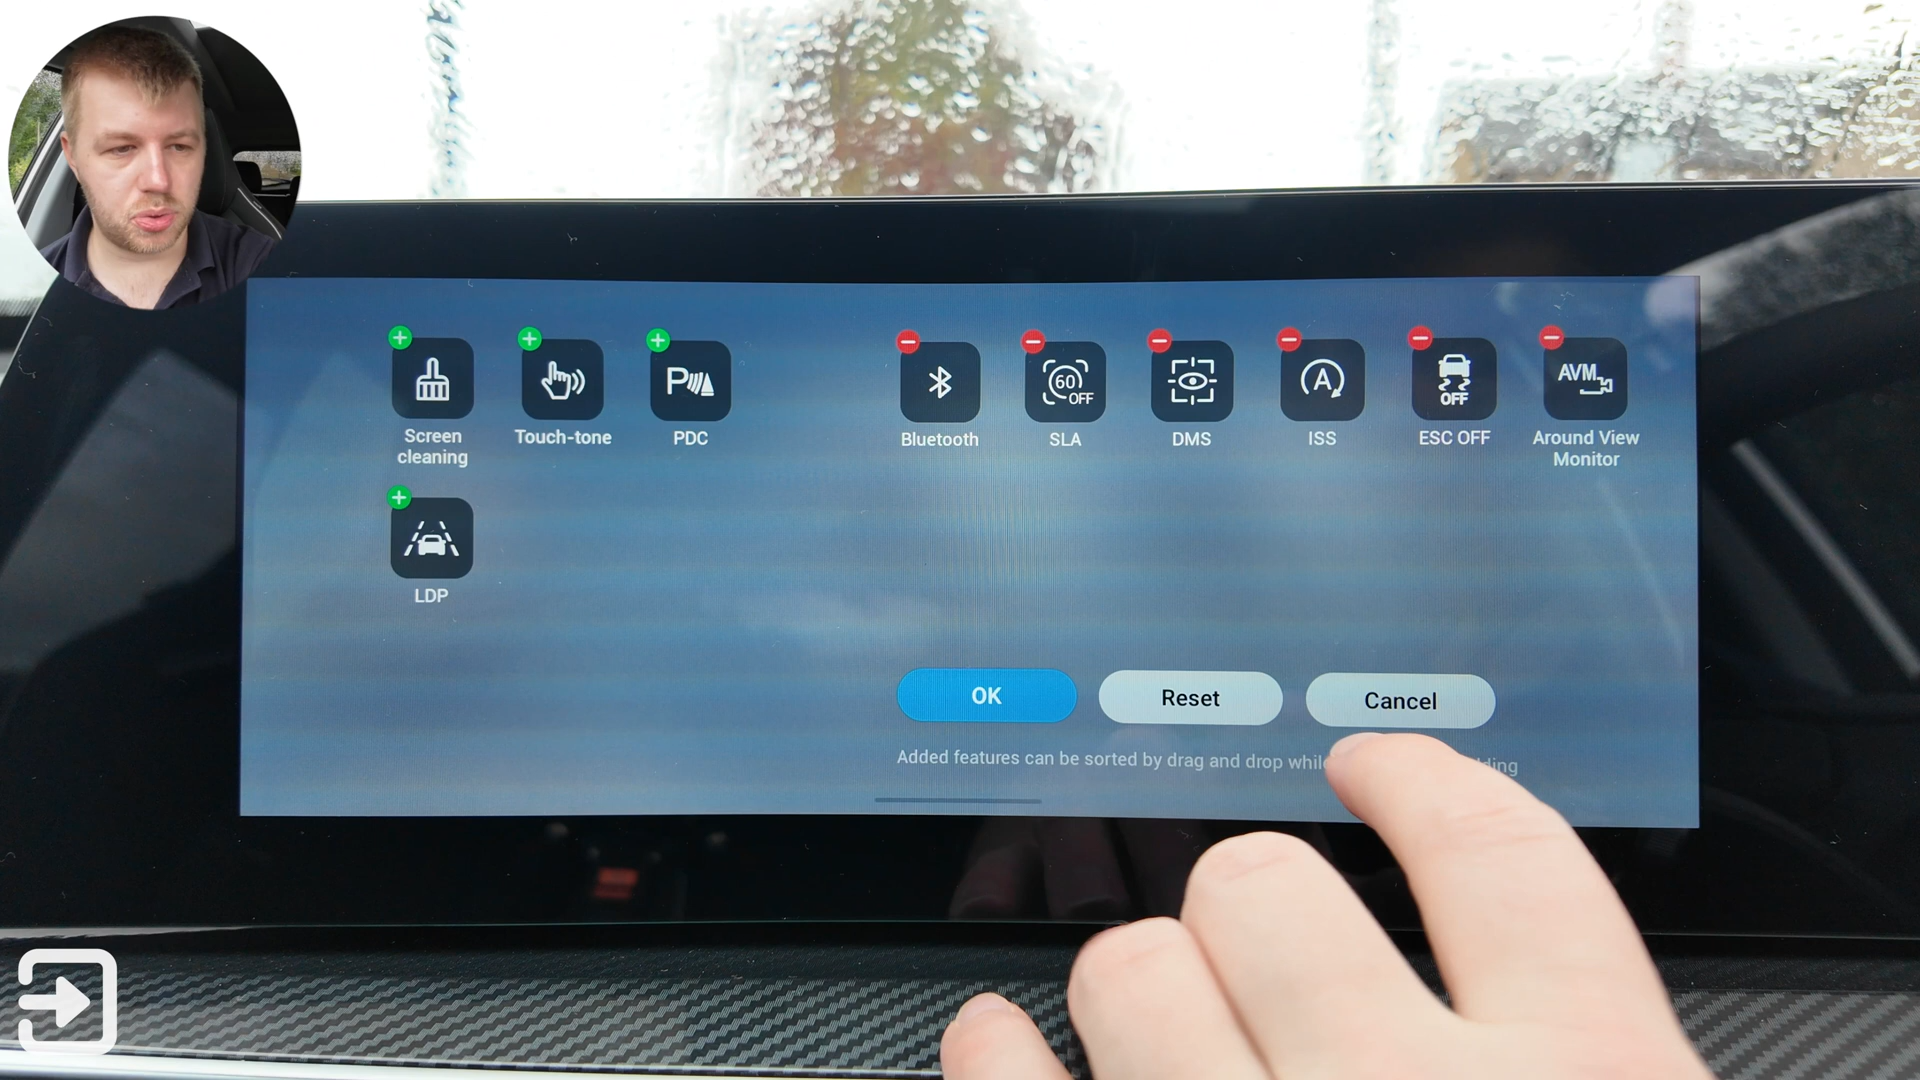 P
60
OFF
A
OFF
AVM
Screen
cleaning
Touch-tone
PDC
Bluetooth
SLA
DMS
ISS
ESC OFF
Around View
Monitor
LDP
OK
Reset
Cancel
Added features can be sorted by drag and drop while